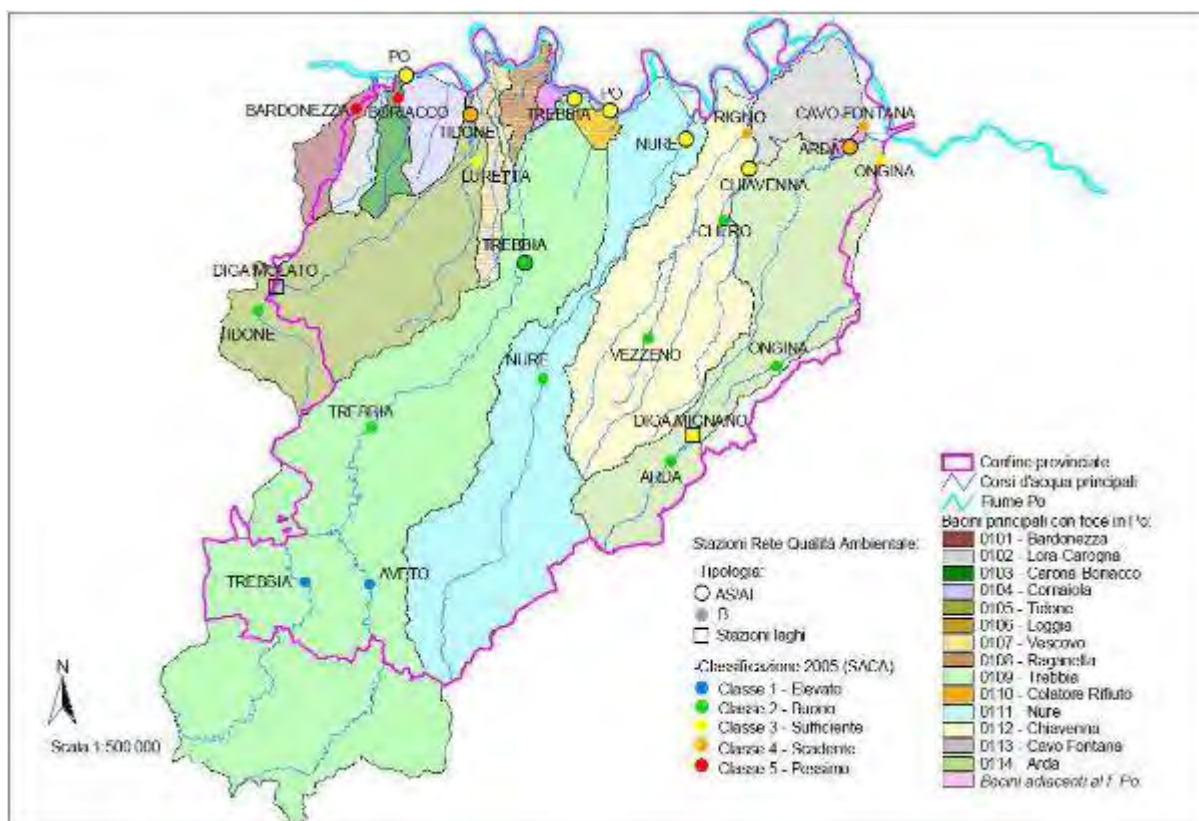 PO
BARDONEZZA
BORIACCO
TIDONE
LURETTA
TREBBIA
PO
NURE
RIGNO
CAVO FONTANA
ARDA
ONGINA
CHIAVENNA
CHERO
TREBBIA
DIGA MOLATO
TIDONE
VEZZENO
ONGINA
NURE
TREBBIA
DIGA MIGNANO
ARDA
TREBBIA
AVETO
N
Scala 1:500 000
Stazioni Rete Qualità Ambientale:
Tipologia:
AS/AI
B
Stazioni laghi
-Classificazione 2005 (SACA)
Classe 1 - Elevato
Classe 2 - Buono
Classe 3 - Sufficiente
Classe 4 - Scadente
Classe 5 - Pessimo
Confine provinciale
Corsi d'acqua principali
Fiume Po
Bacini principali con foce in Po:
0101 - Bardonezza
0102 - Lora Carogna
0103 - Carona Boriacco
0104 - Cornaiola
0105 - Tidone
0106 - Loggia
0107 - Vescovo
0108 - Raganella
0109 - Trebbia
0110 - Colatore Rifiuto
0111 - Nure
0112 - Chiavenna
0113 - Cavo Fontana
0114 - Arda
Bacini adiacenti al f. Po